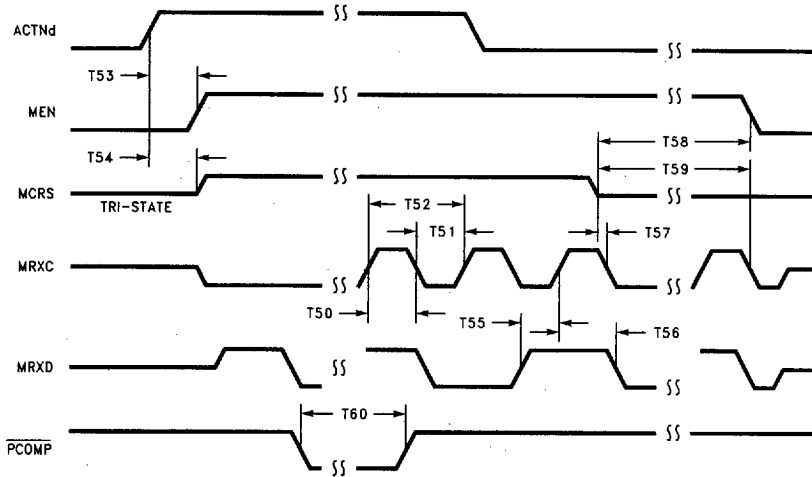 ACTNd
T53
MEN
T58
T54
T59
MCRS
TRI-STATE
T52
T51
T57
MRXC
T50
T55
T56
MRXD
T60
PCOMP